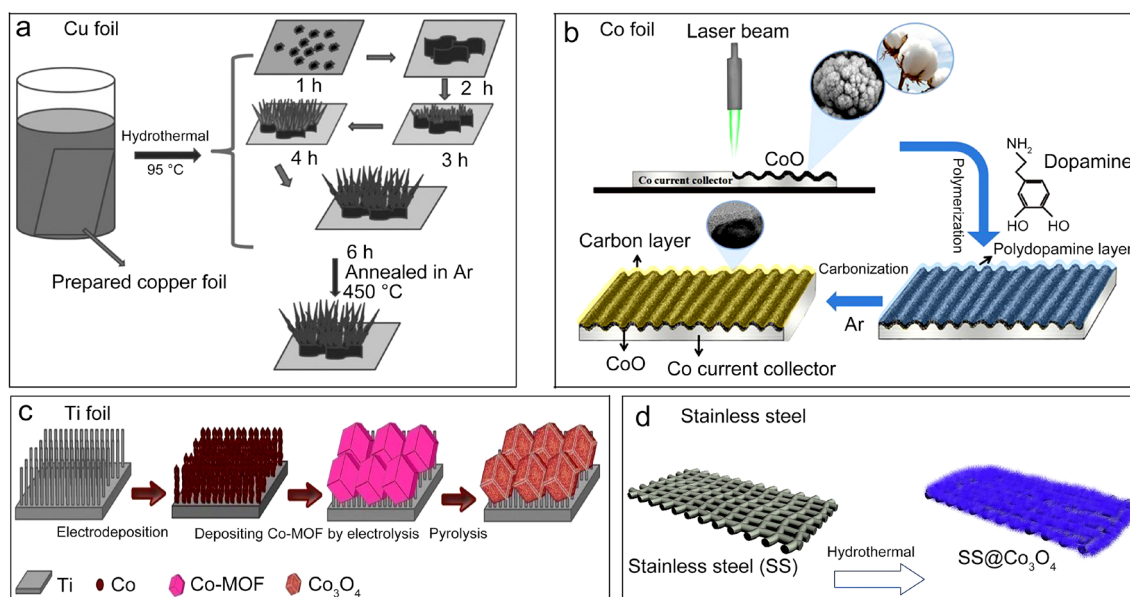 a
Cu foil
Hydrothermal
95 °C
1 h
2 h
4 h
3 h
Prepared copper foil
6 h
Annealed in Ar
450 °C
b
Co foil
Laser beam
CoO
Co current collector
Polymerization
NH2
Dopamine
HO
HO
Polydopamine layer
Carbon layer
Carbonization
Ar
CoO
Co current collector
c
Ti foil
Electrodeposition
Depositing Co-MOF by electrolysis
Pyrolysis
Ti
Co
Co-MOF
Co3O4
d
Stainless steel
Stainless steel (SS)
Hydrothermal
SS@Co3O4